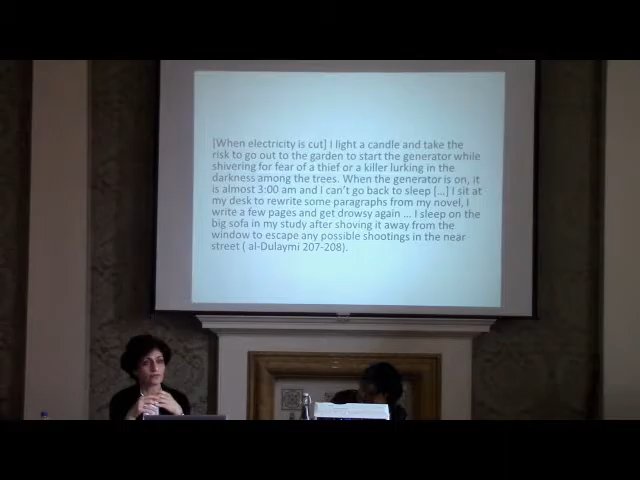 [When electricity is cut] I light a candle and take the
risk to go out to the garden to start the generator while
shivering for fear of a thief or a killer lurking in the
darkness among the trees. When the generator is on, it
is almost 3:00 am and I can't go back to sleep [...] I sit at
my desk to rewrite some paragraphs from my novel, I
write a few pages and get drowsy again ... I sleep on the
big sofa in my study after shoving it away from the
window to escape any possible shootings in the near
street ( al-Dulaymi 207-208).